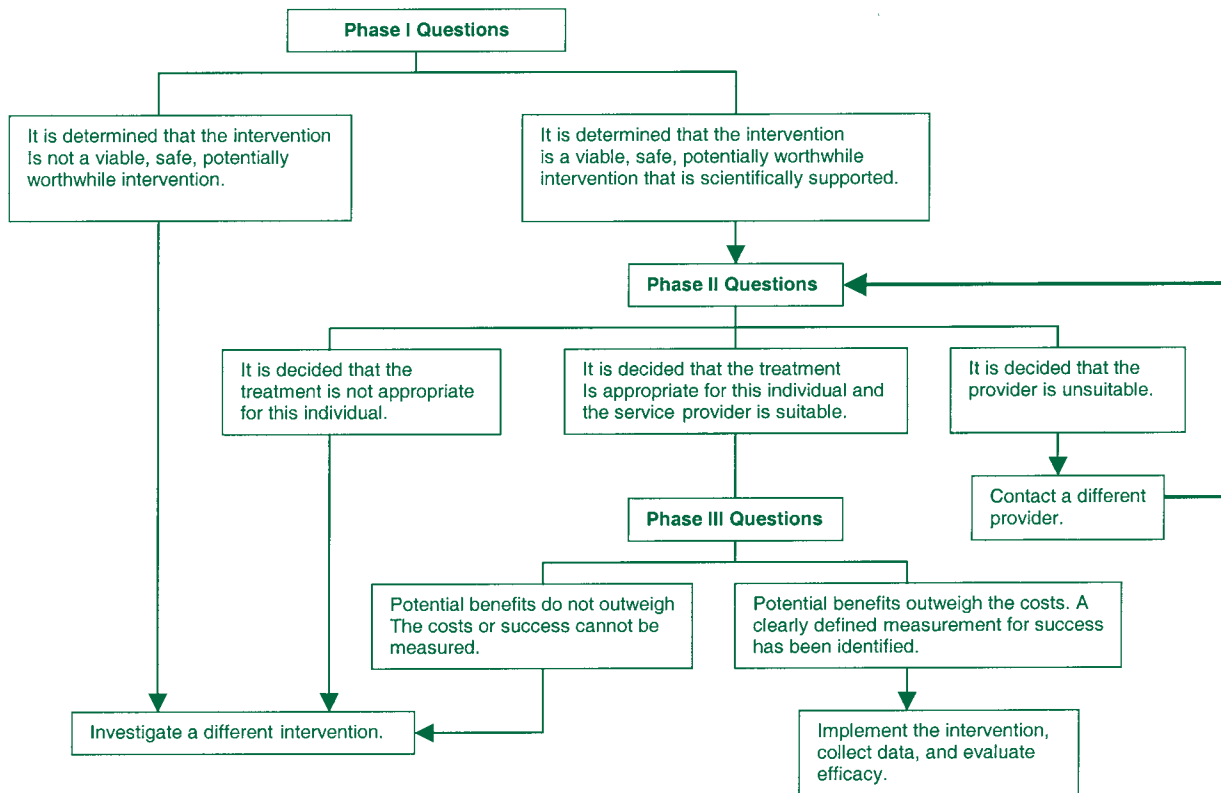 Phase I Questions
It is determined that the intervention
Is not a viable, safe, potentially
worthwhile intervention.
It is determined that the intervention
is a viable, safe, potentially worthwhile
intervention that is scientifically supported.
Phase II Questions
It is decided that the
treatment is not appropriate
for this individual.
It is decided that the treatment
Is appropriate for this individual and
the service provider is suitable.
It is decided that the
provider is unsuitable.
Contact a different
provider.
Phase III Questions
Potential benefits do not outweigh
The costs or success cannot be
measured.
Potential benefits outweigh the costs. A
clearly defined measurement for success
has been identified.
Investigate a different intervention.
Implement the intervention,
collect data, and evaluate
efficacy.